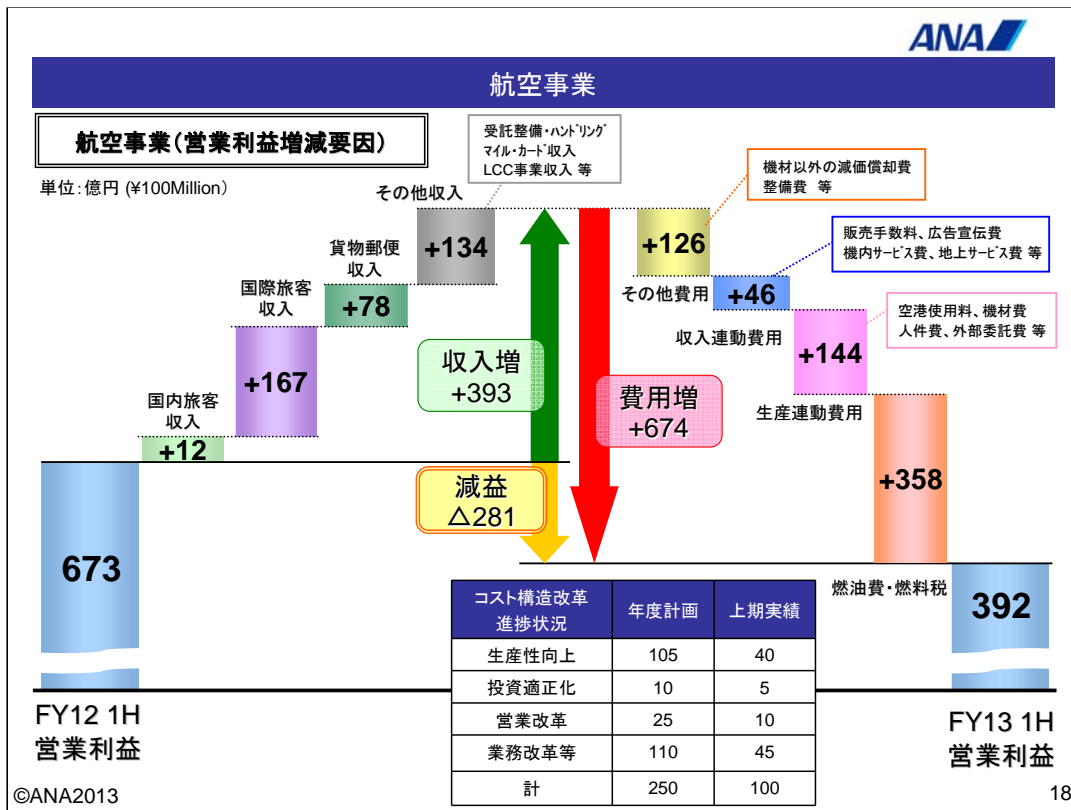 ANA
航空事業
航空事業(営業利益増減要因)
単位:億円 (¥100Million)
受託整備・ハンドリング
マイル・カード収入
LCC事業収入 等
その他収入
+134
貨物郵便
収入
+78
国際旅客
収入
+167
国内旅客
収入
+12
673
FY12 1H
営業利益
収入増
+393
減益
△281
費用増
+674
機材以外の減価償却費
整備費 等
+126
その他費用
販売手数料、広告宣伝費
機内サービス費、地上サービス費 等
+46
収入連動費用
空港使用料、機材費
人件費、外部委託費 等
+144
生産連動費用
+358
燃油費・燃料税
392
FY13 1H
営業利益
コスト構造改革
進捗状況 年度計画 上期実績
生産性向上 105 40
投資適正化 10 5
営業改革 25 10
業務改革等 110 45
計 250 100
©ANA2013
18